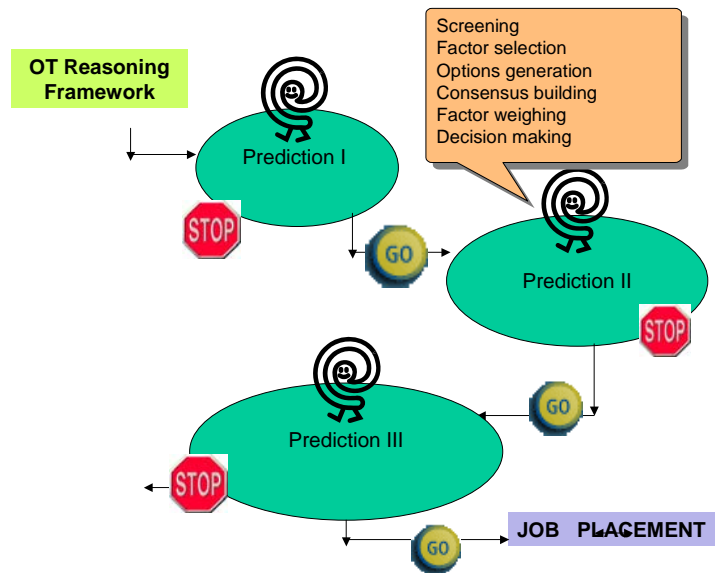 OT Reasoning
Framework
Screening
Factor selection
Options generation
Consensus building
Factor weighing
Decision making
Prediction I
STOP
GO
Prediction II
STOP
GO
Prediction III
STOP
GO
JOB PLACEMENT